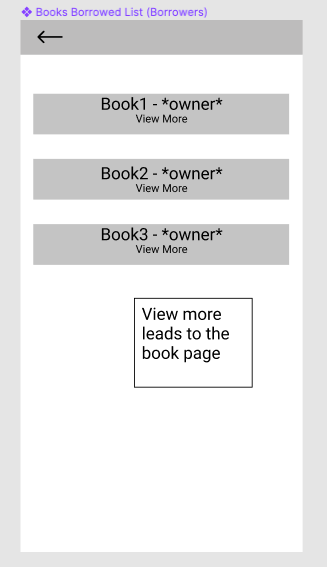 Books Borrowed List (Borrowers)
Book1 - *owner*
View More
Book2 - *owner*
View More
Book3 - *owner*
View More
View more
leads to the
book page